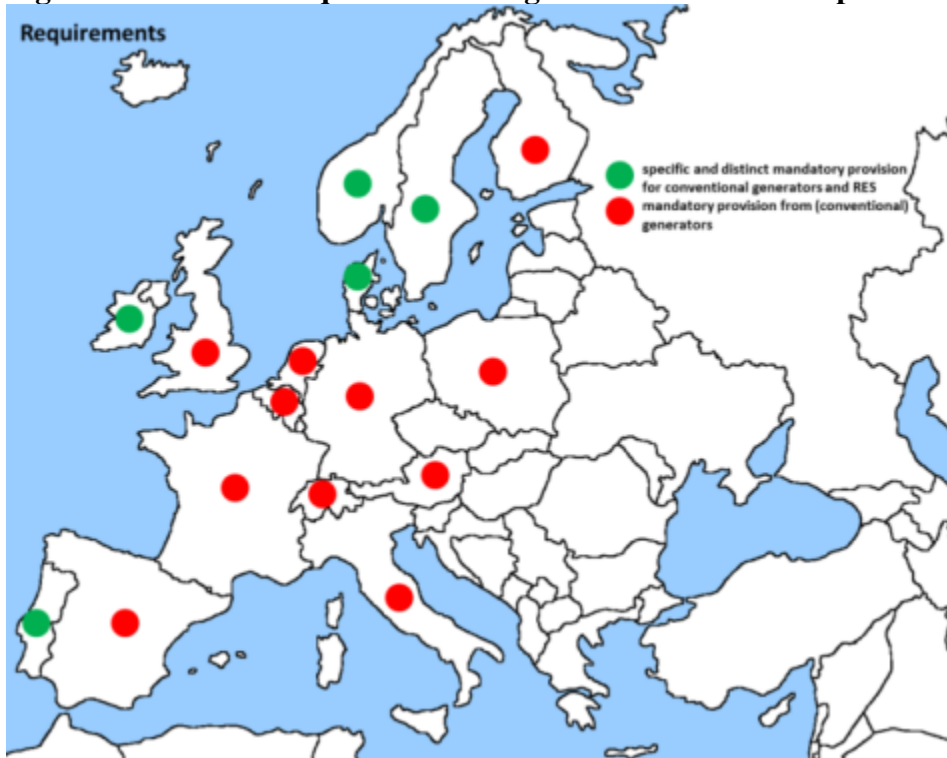 Requirements
specific and distinct mandatory provision
for conventional generators and RES
mandatory provision from (conventional)
generators